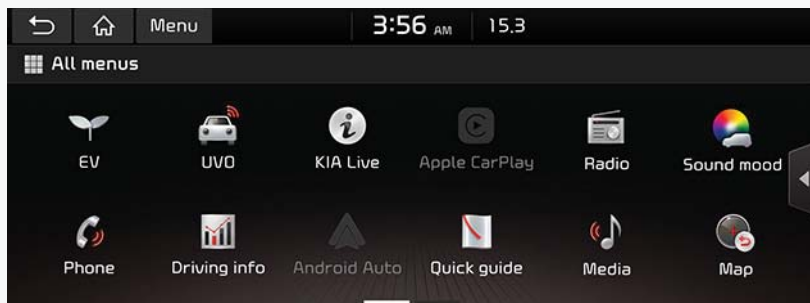 Menu 3:56 AM 15.3
All menus
EV UVO KIA Live Apple CarPlay Radio Sound mood
Phone Driving info Android Auto Quick guide Media Map